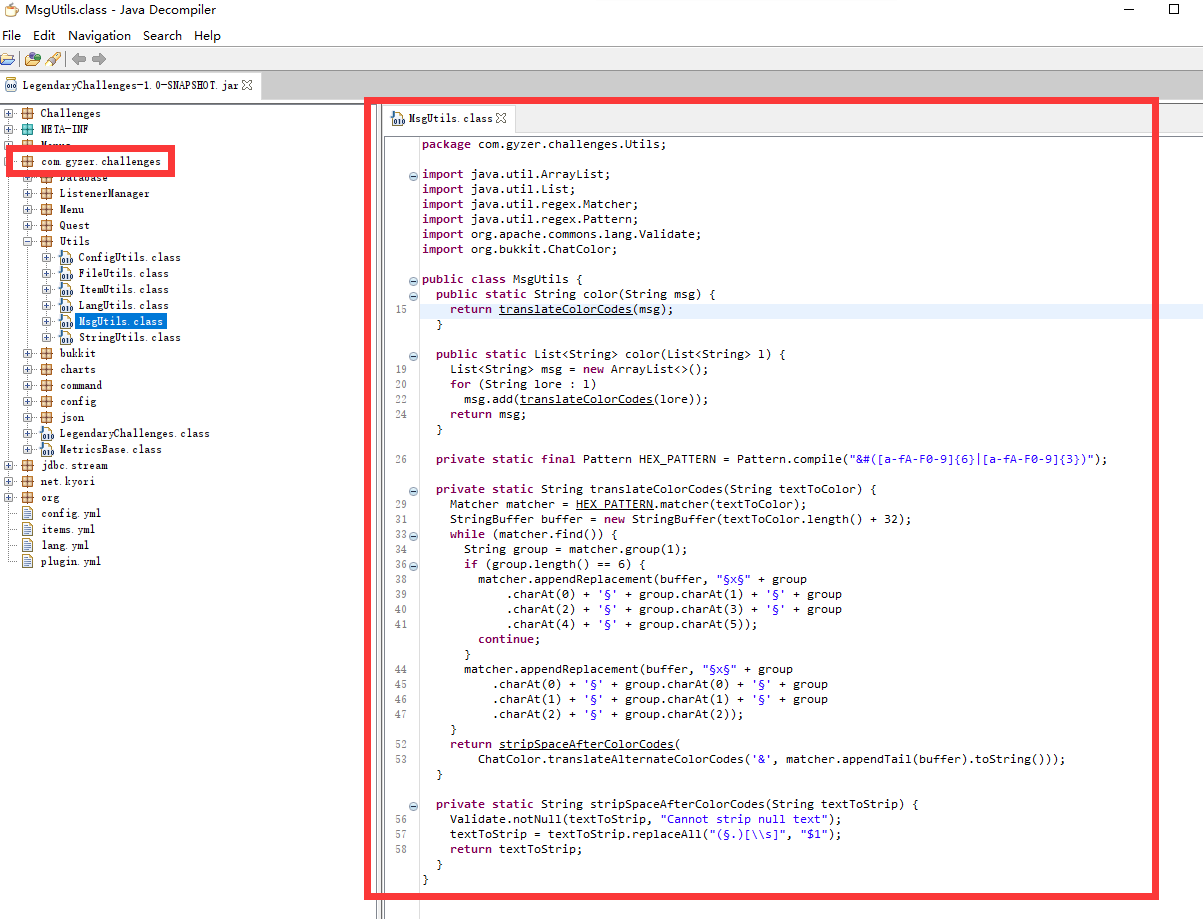 MsgUtils.class - Java Decompiler
File Edit Navigation Search Help
LegendaryChallenges-1.0-SNAPSHOT.jar
Challenges
META-INF
com.gyzer.challenges
Database
ListenerManager
Menu
Quest
Utils
ConfigUtils.class
FileUtils.class
ItemUtils.class
LangUtils.class
MsgUtils.class
StringUtils.class
bukkit
charts
command
config
json
LegendaryChallenges.class
MetricsBase.class
jdbc.stream
net.kyori
org
config.yml
items.yml
lang.yml
plugin.yml
MsgUtils.class
package com.gyzer.challenges.Utils;
import java.util.ArrayList;
import java.util.List;
import java.util.regex.Matcher;
import java.util.regex.Pattern;
import org.apache.commons.lang.Validate;
import org.bukkit.ChatColor;
public class MsgUtils {
public static String color(String msg) {
15 return translateColorCodes(msg);
}
public static List<String> color(List<String> l) {
19 List<String> msg = new ArrayList<>();
20 for (String lore : l)
22 msg.add(translateColorCodes(lore));
24 return msg;
}
26 private static final Pattern HEX_PATTERN = Pattern.compile("&#([a-fA-F0-9]{6}|[a-fA-F0-9]{3})");
private static String translateColorCodes(String textToColor) {
29 Matcher matcher = HEX_PATTERN.matcher(textToColor);
31 StringBuffer buffer = new StringBuffer(textToColor.length() + 32);
33 while (matcher.find()) {
34 String group = matcher.group(1);
36 if (group.length() == 6) {
38 matcher.appendReplacement(buffer, "§x§" + group
39 .charAt(0) + '§' + group.charAt(1) + '§' + group
40 .charAt(2) + '§' + group.charAt(3) + '§' + group
41 .charAt(4) + '§' + group.charAt(5));
continue;
}
44 matcher.appendReplacement(buffer, "§x§" + group
45 .charAt(0) + '§' + group.charAt(0) + '§' + group
46 .charAt(1) + '§' + group.charAt(1) + '§' + group
47 .charAt(2) + '§' + group.charAt(2));
}
52 return stripSpaceAfterColorCodes(
53 ChatColor.translateAlternateColorCodes('&', matcher.appendTail(buffer).toString()));
}
private static String stripSpaceAfterColorCodes(String textToStrip) {
56 Validate.notNull(textToStrip, "Cannot strip null text");
57 textToStrip = textToStrip.replaceAll("(§.)[\\s]", "$1");
58 return textToStrip;
}
}